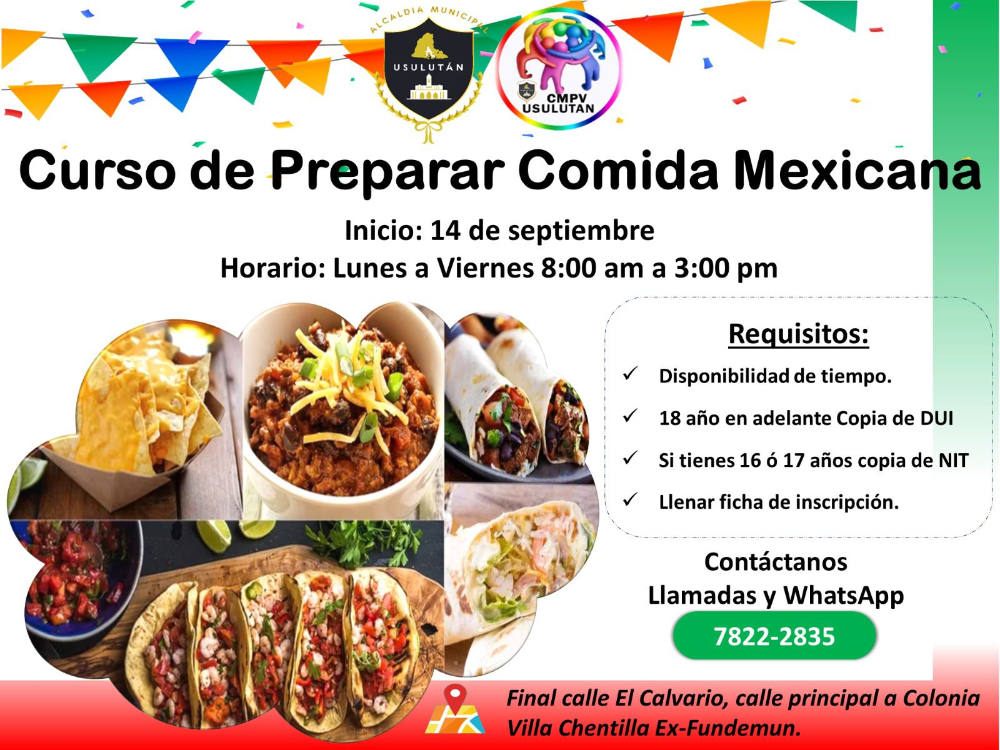 ALCALDIA MUNICIPAL
USULUTÁN
CMPV
USULUTAN
Curso de Preparar Comida Mexicana
Inicio: 14 de septiembre
Horario: Lunes a Viernes 8:00 am a 3:00 pm
Requisitos:
✓ Disponibilidad de tiempo.
✓ 18 año en adelante Copia de DUI
✓ Si tienes 16 ó 17 años copia de NIT
✓ Llenar ficha de inscripción.
Contáctanos
Llamadas y WhatsApp
7822-2835
Final calle El Calvario, calle principal a Colonia
Villa Chentilla Ex-Fundemun.